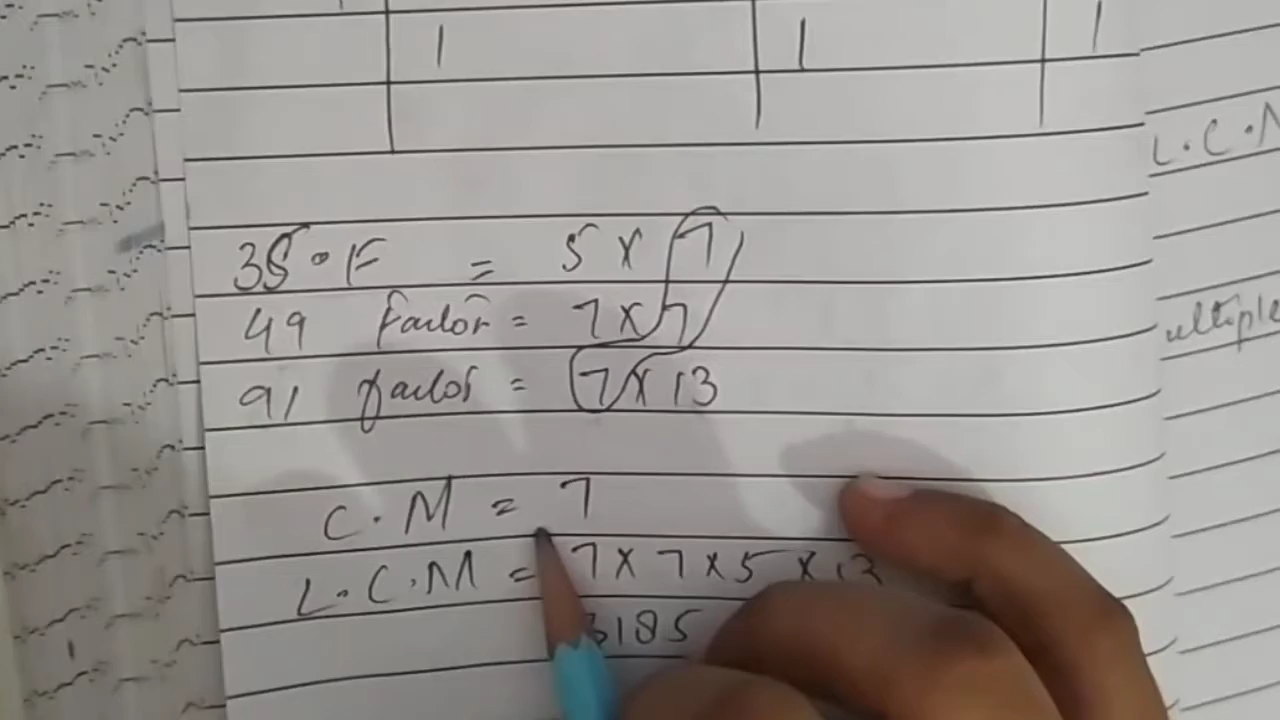 1 1 1
L.C.M
35.F = 5 x 7
49 factor = 7 x 7
91 factor = 7 x 13
ultiple
C.M = 7
L.C.M = 7 x 7 x 5 x 13
3185